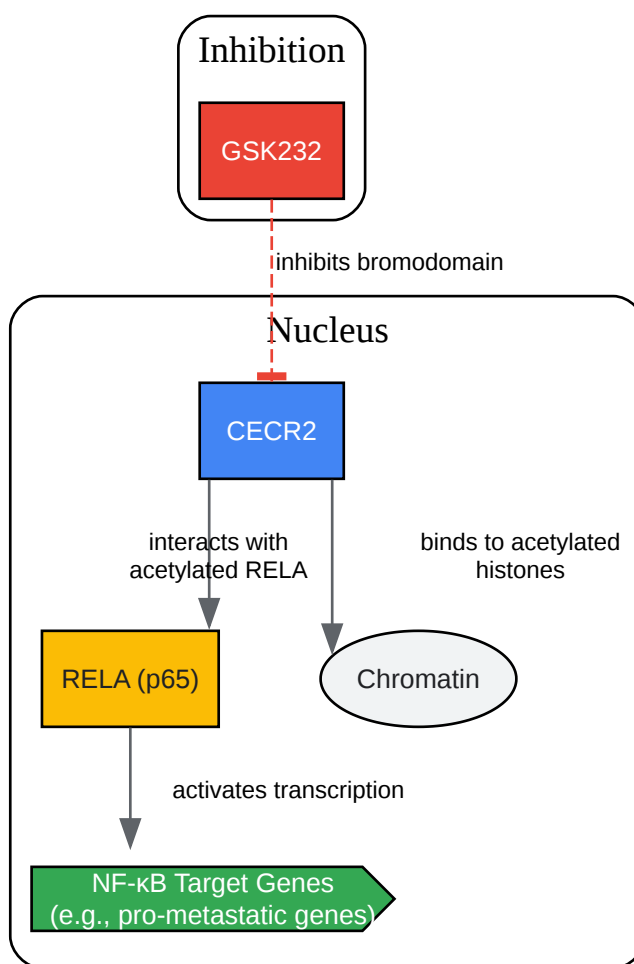 Inhibition
GSK232
inhibits bromodomain
Nucleus
CECR2
interacts with
acetylated RELA
binds to acetylated
histones
RELA (p65)
Chromatin
activates transcription
NF-κB Target Genes
(e.g., pro-metastatic genes)